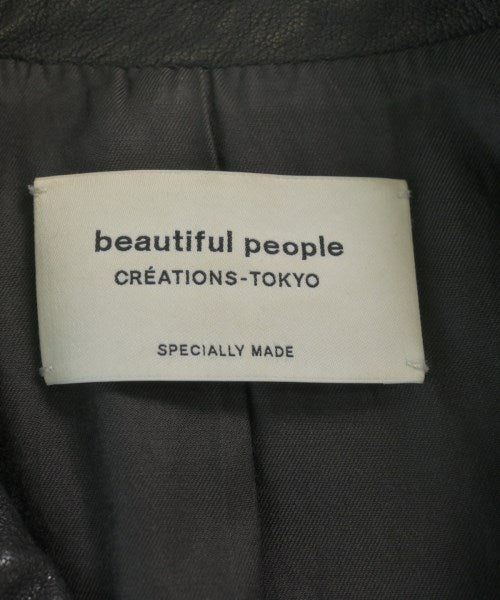 beautiful people
CRÉATIONS-TOKYO
SPECIALLY MADE